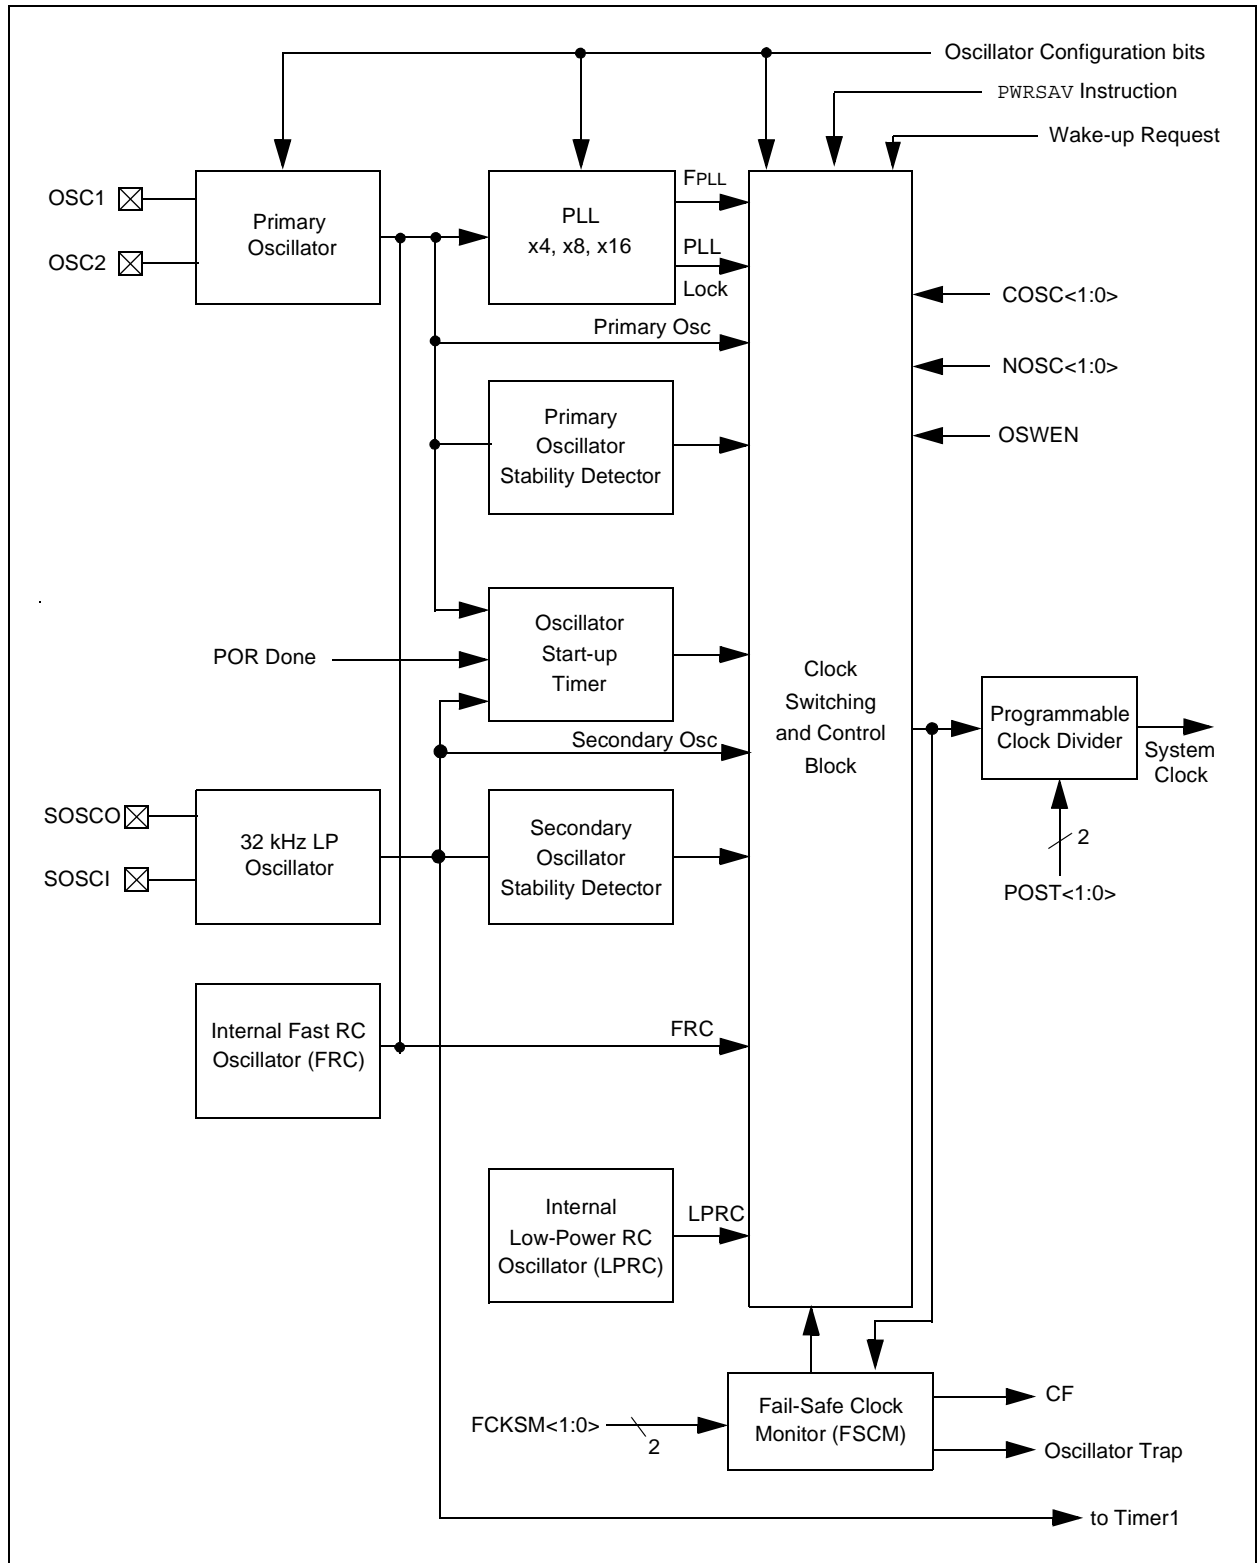 Oscillator Configuration bits
PWRSAV Instruction
Wake-up Request
OSC1
OSC2
Primary
Oscillator
PLL
x4, x8, x16
FPLL
PLL
Lock
COSC<1:0>
Primary Osc
NOSC<1:0>
Primary
Oscillator
Stability Detector
OSWEN
Oscillator
Start-up
Timer
POR Done
Clock
Switching
and Control
Block
Programmable
Clock Divider
System
Clock
Secondary Osc
SOSCO
SOSCI
32 kHz LP
Oscillator
Secondary
Oscillator
Stability Detector
2
POST<1:0>
Internal Fast RC
Oscillator (FRC)
FRC
Internal
Low-Power RC
Oscillator (LPRC)
LPRC
FCKSM<1:0>
2
Fail-Safe Clock
Monitor (FSCM)
CF
Oscillator Trap
to Timer1